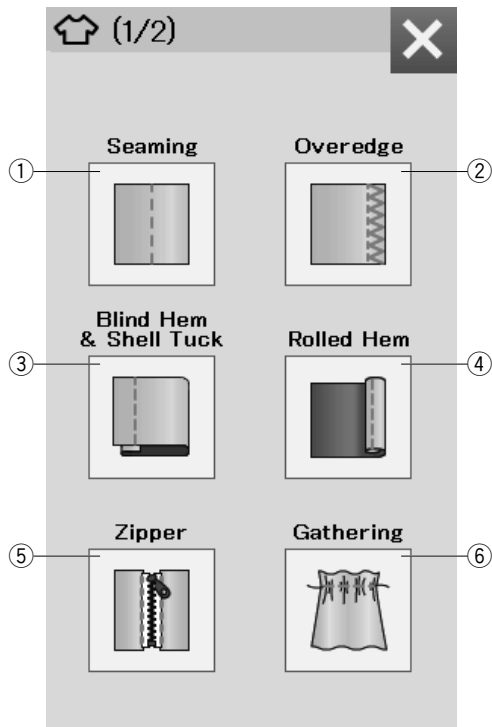 (1/2)
Seaming
Overedge
① ②
Blind Hem
& Shell Tuck
Rolled Hem
③ ④
Zipper
Gathering
⑤ ⑥